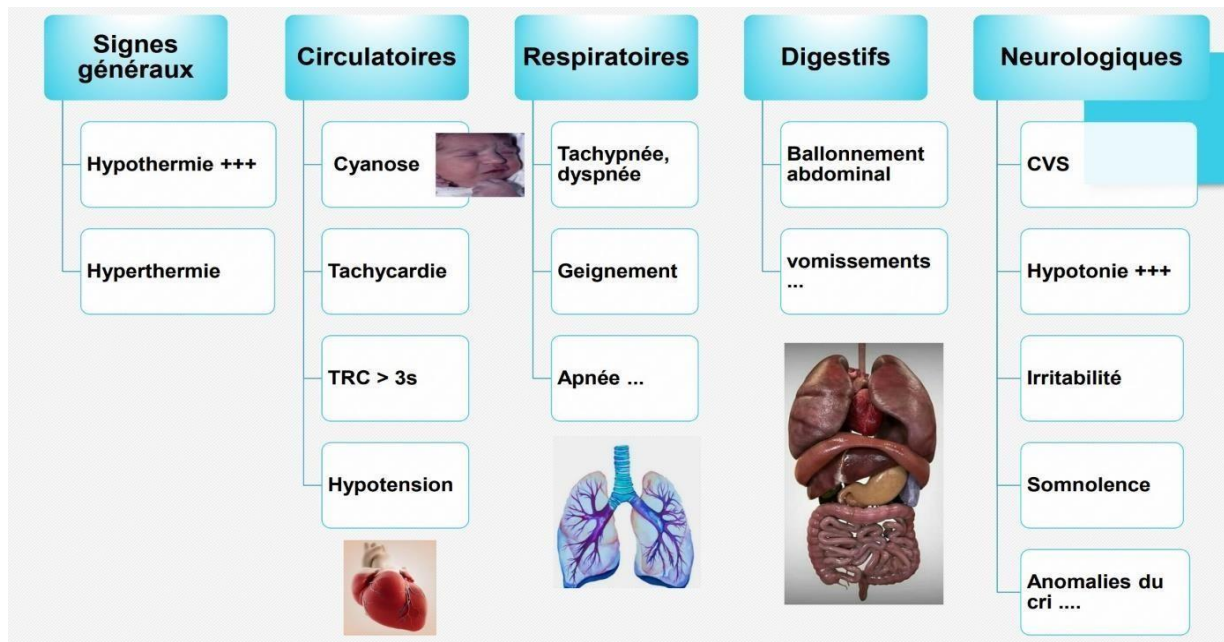 Signes
généraux
Hypothermie +++
Hyperthermie
Circulatoires
Cyanose
Tachycardie
TRC > 3s
Hypotension
Respiratoires
Tachypnée,
dyspnée
Geignement
Apnée ...
Digestifs
Ballonnement
abdominal
vomissements
...
Neurologiques
CVS
Hypotonie +++
Irritabilité
Somnolence
Anomalies du
cri ....